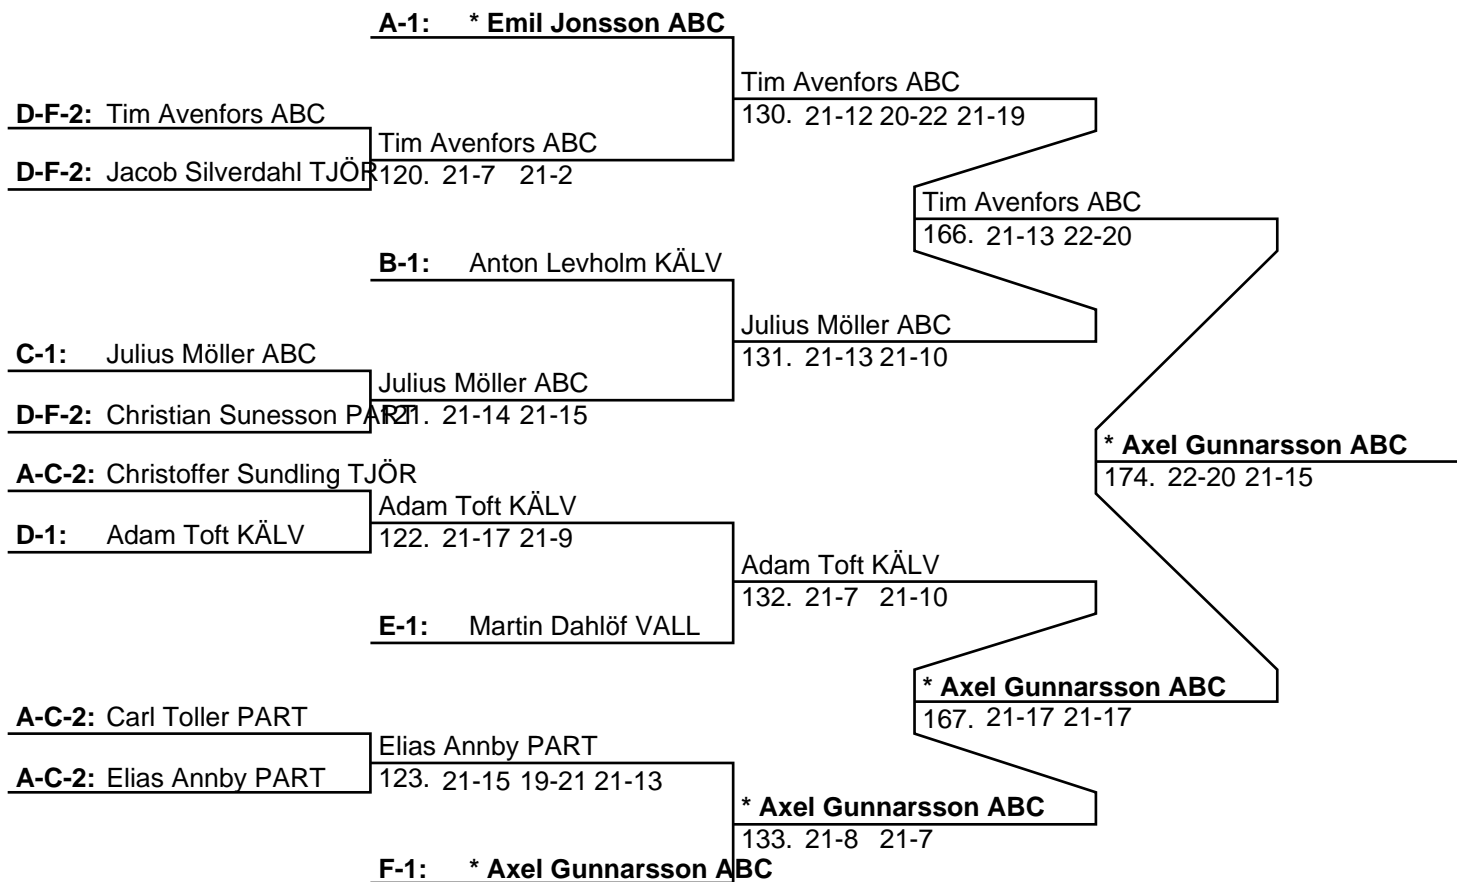 A-1: * Emil Jonsson ABC
Tim Avenfors ABC
130. 21-12 20-22 21-19
D-F-2: Tim Avenfors ABC
Tim Avenfors ABC
D-F-2: Jacob Silverdahl TJÖR
120. 21-7 21-2
Tim Avenfors ABC
166. 21-13 22-20
B-1: Anton Levholm KÄLV
Julius Möller ABC
131. 21-13 21-10
C-1: Julius Möller ABC
Julius Möller ABC
D-F-2: Christian Sunesson PART
121. 21-14 21-15
* Axel Gunnarsson ABC
174. 22-20 21-15
A-C-2: Christoffer Sundling TJÖR
Adam Toft KÄLV
D-1: Adam Toft KÄLV
122. 21-17 21-9
Adam Toft KÄLV
132. 21-7 21-10
E-1: Martin Dahlöf VALL
* Axel Gunnarsson ABC
167. 21-17 21-17
A-C-2: Carl Toller PART
Elias Annby PART
A-C-2: Elias Annby PART
123. 21-15 19-21 21-13
* Axel Gunnarsson ABC
133. 21-8 21-7
F-1: * Axel Gunnarsson ABC